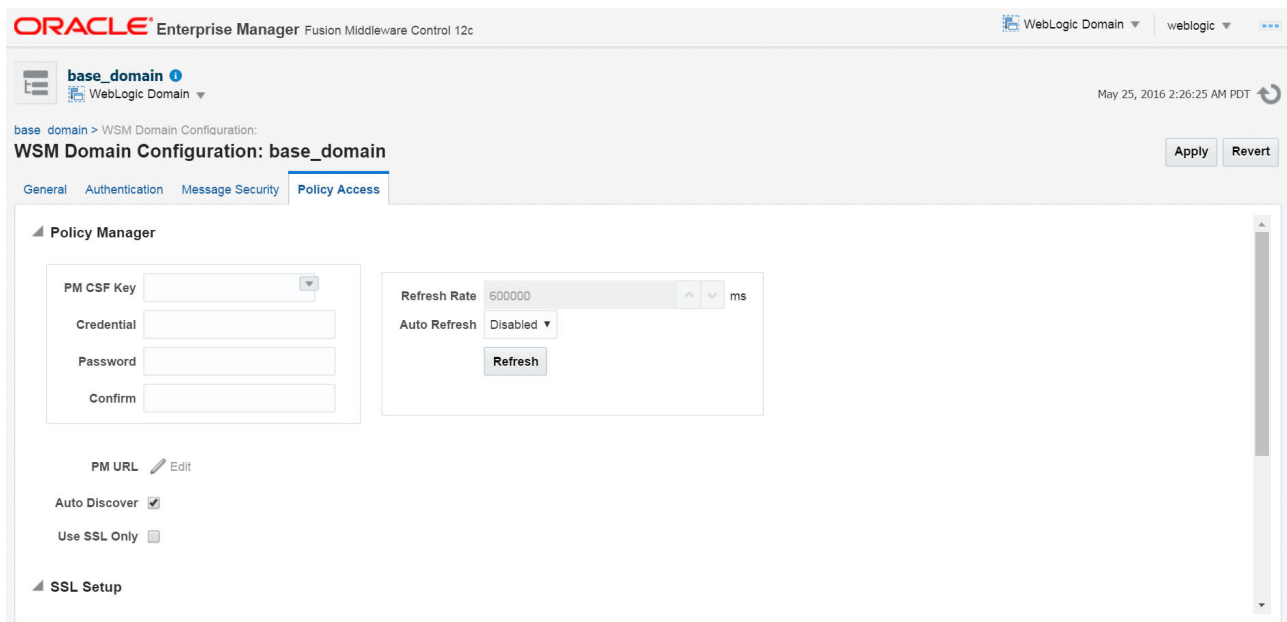 ORACLE Enterprise Manager Fusion Middleware Control 12c
WebLogic Domain
weblogic
base_domain
WebLogic Domain
May 25, 2016 2:26:25 AM PDT
base_domain > WSM Domain Configuration:
WSM Domain Configuration: base_domain
Apply
Revert
General Authentication Message Security Policy Access
Policy Manager
PM CSF Key
Credential
Password
Confirm
Refresh Rate 600000 ms
Auto Refresh Disabled
Refresh
PM URL Edit
Auto Discover
Use SSL Only
SSL Setup